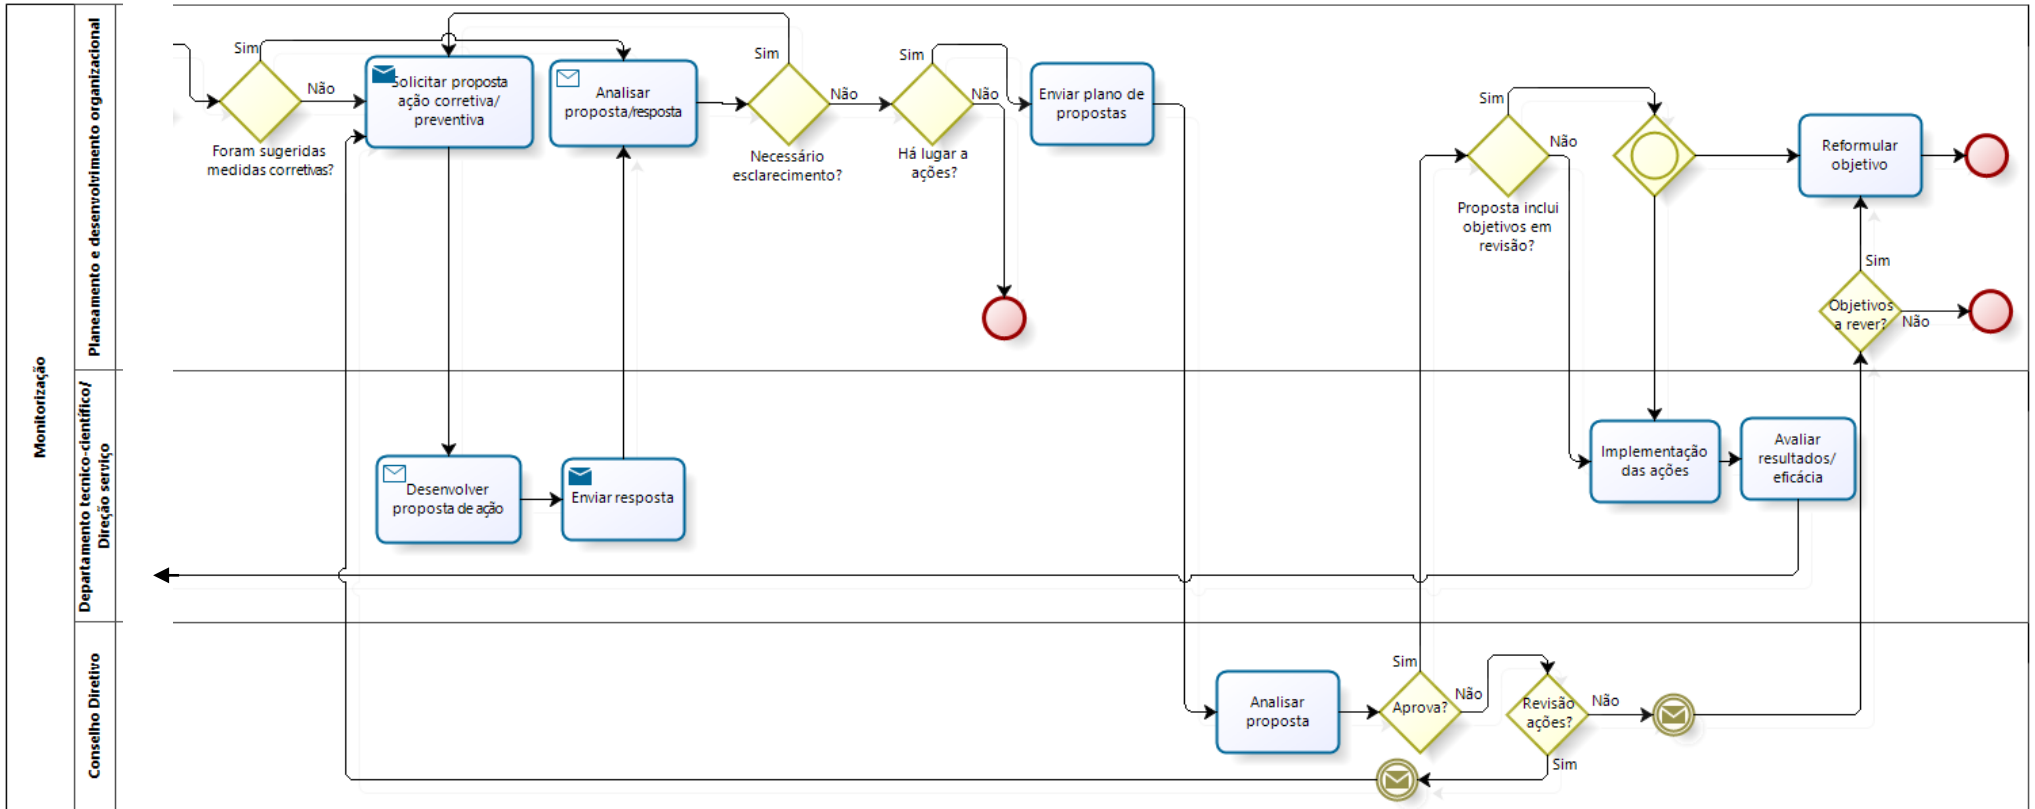 Monitorização
Planeamento e desenvolvimento organizacional
Sim
Não
Foram sugeridas
medidas corretivas?
Solicitar proposta
ação corretiva/
preventiva
Analisar
proposta/resposta
Sim
Não
Necessário
esclarecimento?
Sim
Não
Há lugar a
ações?
Enviar plano de
propostas
Sim
Não
Proposta inclui
objetivos em
revisão?
Reformular
objetivo
Sim
Objetivos
a rever?
Não
Departamento tecnico-científico/
Direção serviço
Desenvolver
proposta de ação
Enviar resposta
Implementação
das ações
Avaliar
resultados/
eficácia
Conselho Diretivo
Analisar
proposta
Sim
Aprova?
Não
Revisão
ações?
Não
Sim